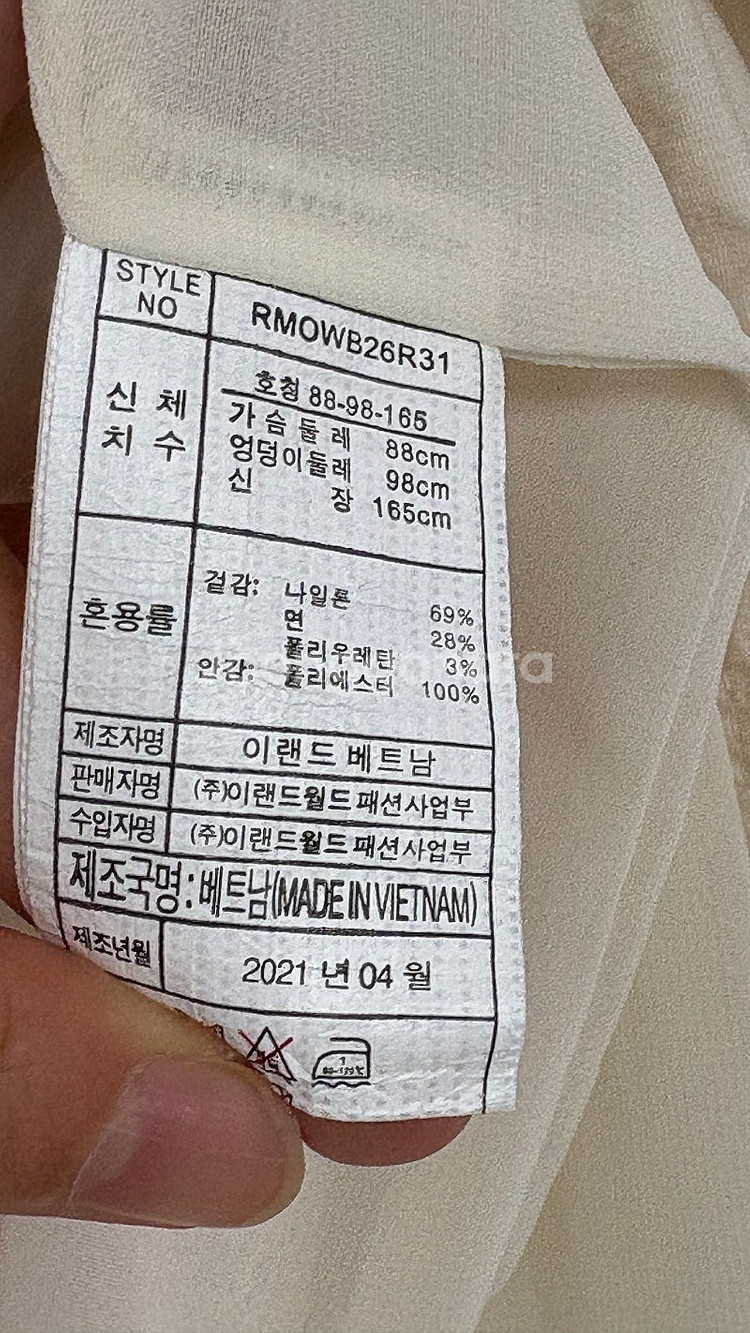 STYLE NO RMOWB26R31
신체 치수
호칭 88-98-165
가슴둘레 88cm
엉덩이둘레 98cm
신장 165cm
혼용률
겉감: 나일론 69%
면 28%
폴리우레탄 3%
안감: 폴리에스터 100%
제조자명 이랜드 베트남
판매자명 (주)이랜드월드 패션사업부
수입자명 (주)이랜드월드 패션사업부
제조국명: 베트남(MADE IN VIETNAM)
제조년월 2021 년 04 월